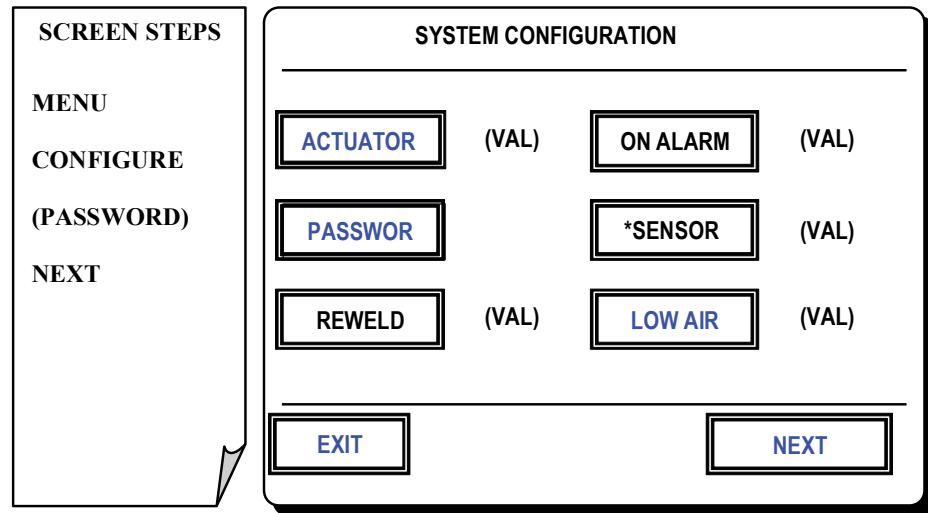 SCREEN STEPS
MENU
CONFIGURE
(PASSWORD)
NEXT
SYSTEM CONFIGURATION
ACTUATOR (VAL) ON ALARM (VAL)
PASSWOR *SENSOR (VAL)
REWELD (VAL) LOW AIR (VAL)
EXIT NEXT